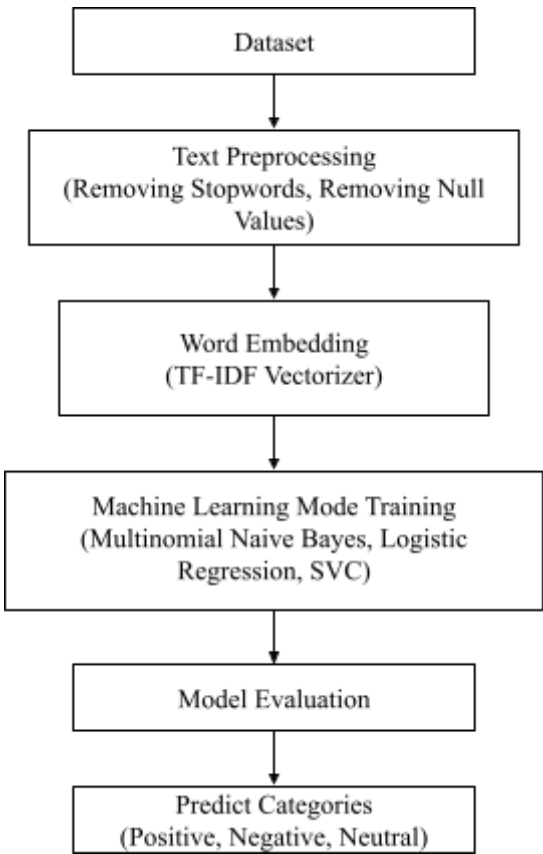 Dataset
Text Preprocessing
(Removing Stopwords, Removing Null
Values)
Word Embedding
(TF-IDF Vectorizer)
Machine Learning Mode Training
(Multinomial Naive Bayes, Logistic
Regression, SVC)
Model Evaluation
Predict Categories
(Positive, Negative, Neutral)